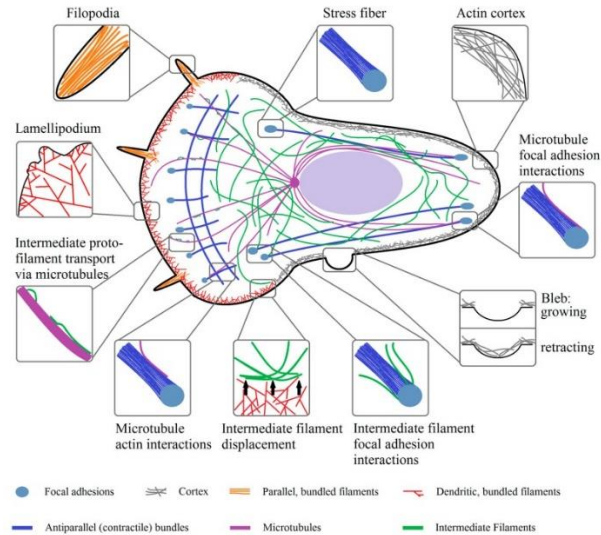 Filopodia
Stress fiber
Actin cortex
Lamellipodium
Microtubule
focal adhesion
interactions
Intermediate proto-
filament transport
via microtubules
Bleb:
growing
retracting
Microtubule
actin interactions
Intermediate filament
displacement
Intermediate filament
focal adhesion
interactions
Focal adhesions
Cortex
Parallel, bundled filaments
Dendritic, bundled filaments
Antiparallel (contractile) bundles
Microtubules
Intermediate Filaments